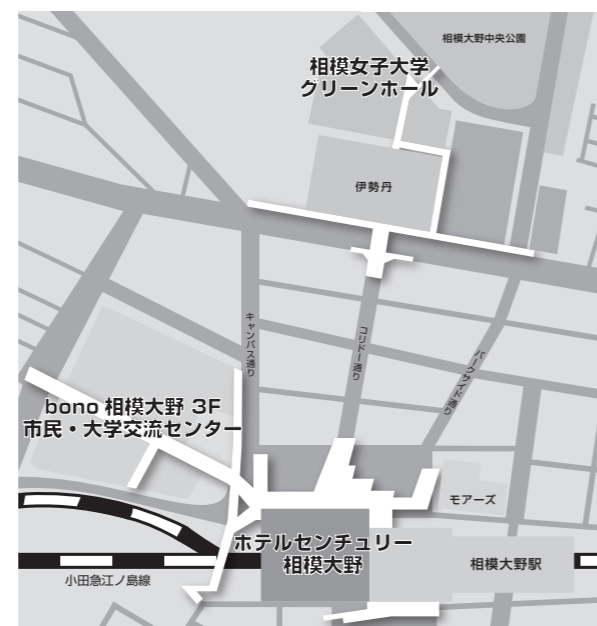 相模大野中央公園
相模女子大学
グリーンホール
伊勢丹
キャンパス通り
コリドー通り
パークサイド通り
bono 相模大野 3F
市民・大学交流センター
モアーズ
ホテルセンチュリー
相模大野
相模大野駅
小田急江ノ島線